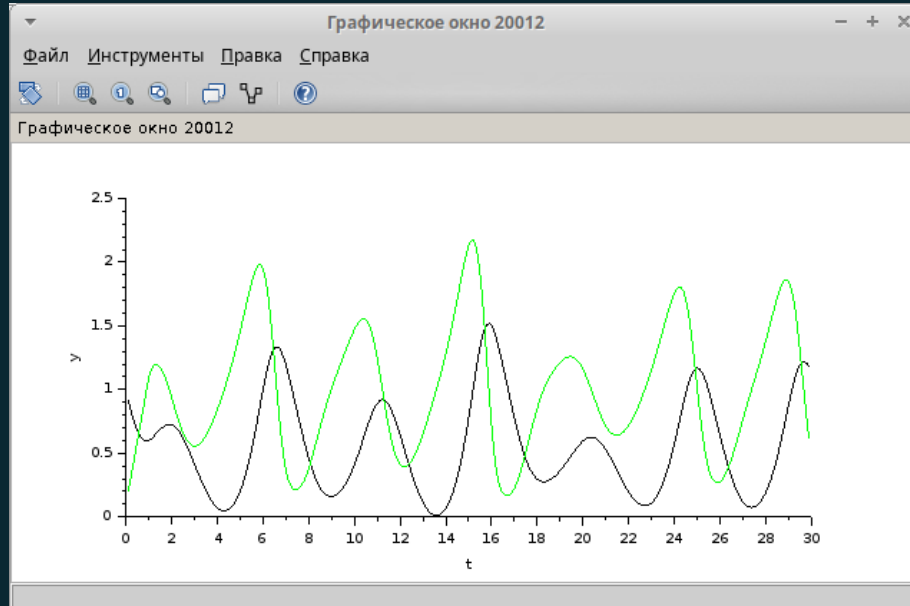 Графическое окно 20012
Файл Инструменты Правка Справка
Графическое окно 20012
2.5
2
1.5
y
1
0.5
0
0 2 4 6 8 10 12 14 16 18 20 22 24 26 28 30
t